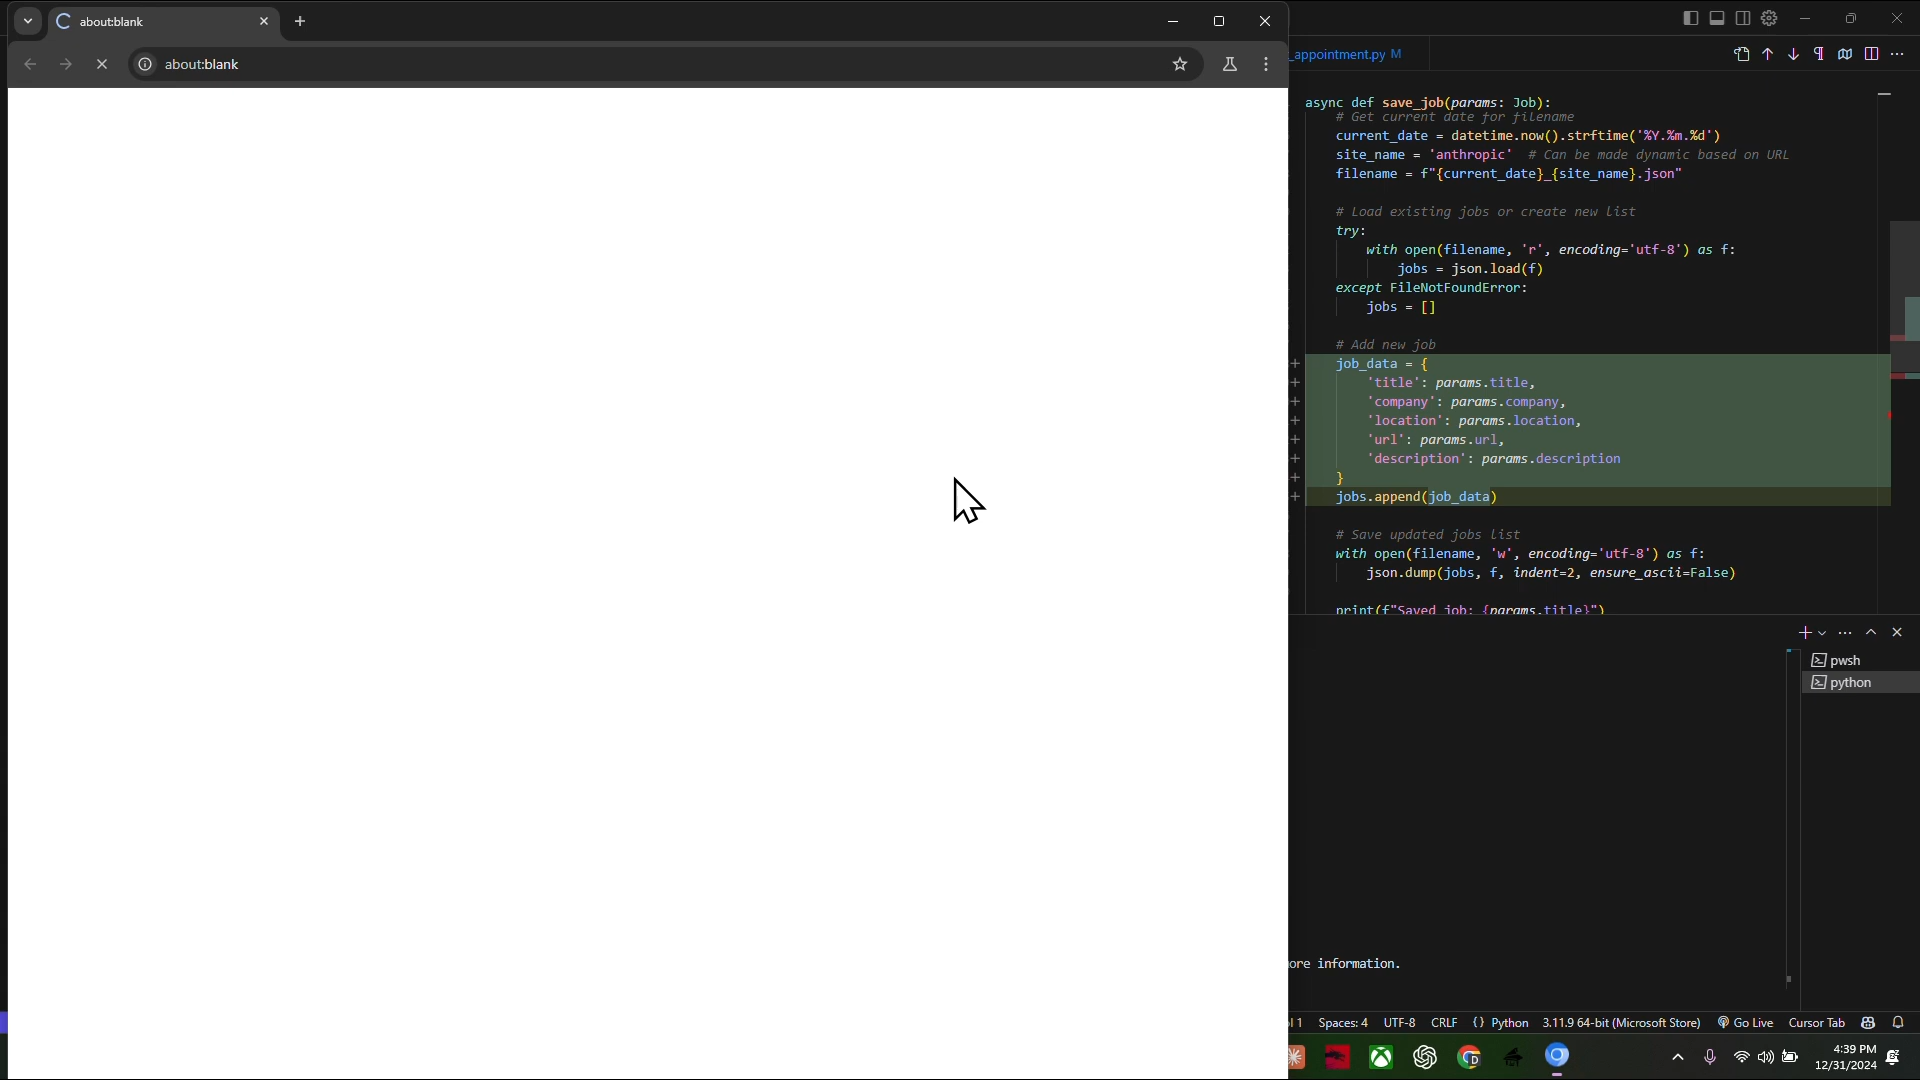 about:blank
about:blank
_appointment.py M
async def save_job(params: Job):
# Get current date for filename
current_date = datetime.now().strftime('%Y.%m.%d')
site_name = 'anthropic' # Can be made dynamic based on URL
filename = f"{current_date}_{site_name}.json"
# Load existing jobs or create new list
try:
with open(filename, 'r', encoding='utf-8') as f:
jobs = json.load(f)
except FileNotFoundError:
jobs = []
# Add new job
+ job_data = {
+ 'title': params.title,
+ 'company': params.company,
+ 'location': params.location,
+ 'url': params.url,
+ 'description': params.description
+ }
+ jobs.append(job_data)
# Save updated jobs list
with open(filename, 'w', encoding='utf-8') as f:
json.dump(jobs, f, indent=2, ensure_ascii=False)
print(f"Saved job: {params.title}")
pwsh
python
ore information.
l 1 Spaces: 4 UTF-8 CRLF {} Python 3.11.9 64-bit (Microsoft Store) Go Live Cursor Tab
4:39 PM
12/31/2024